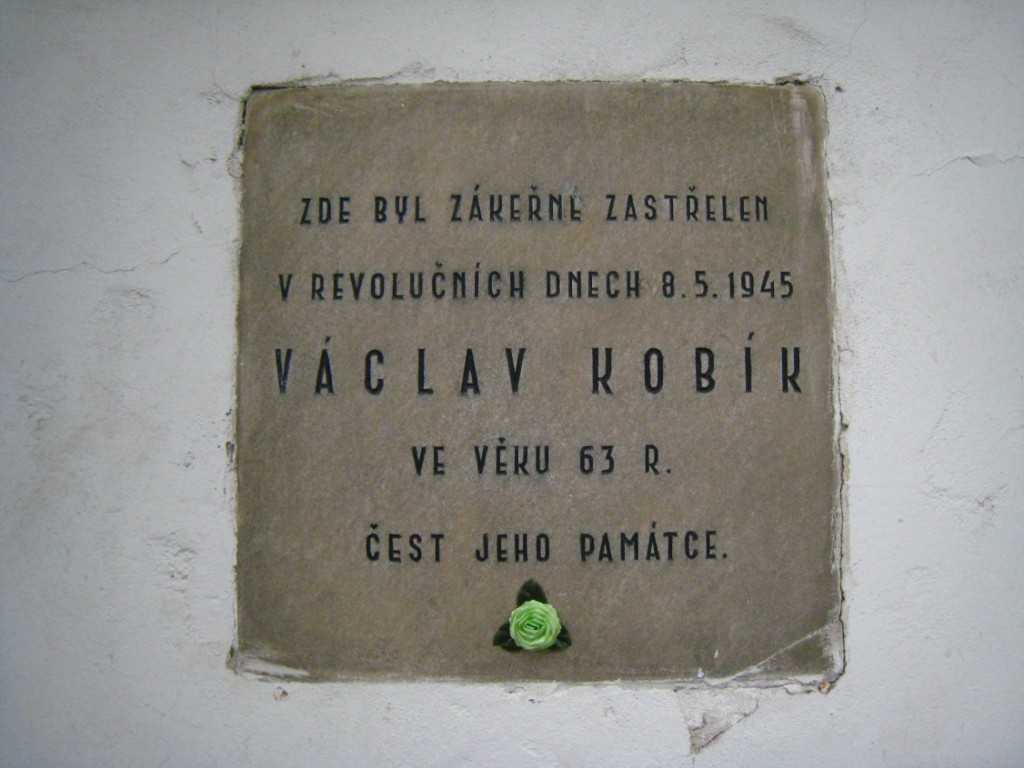 ZDE BYL ZÁKEŘNĚ ZASTŘELEN
V REVOLUČNÍCH DNECH 8.5.1945
VÁCLAV KOBÍK
VE VĚKU 63 R.
ČEST JEHO PAMÁTCE.